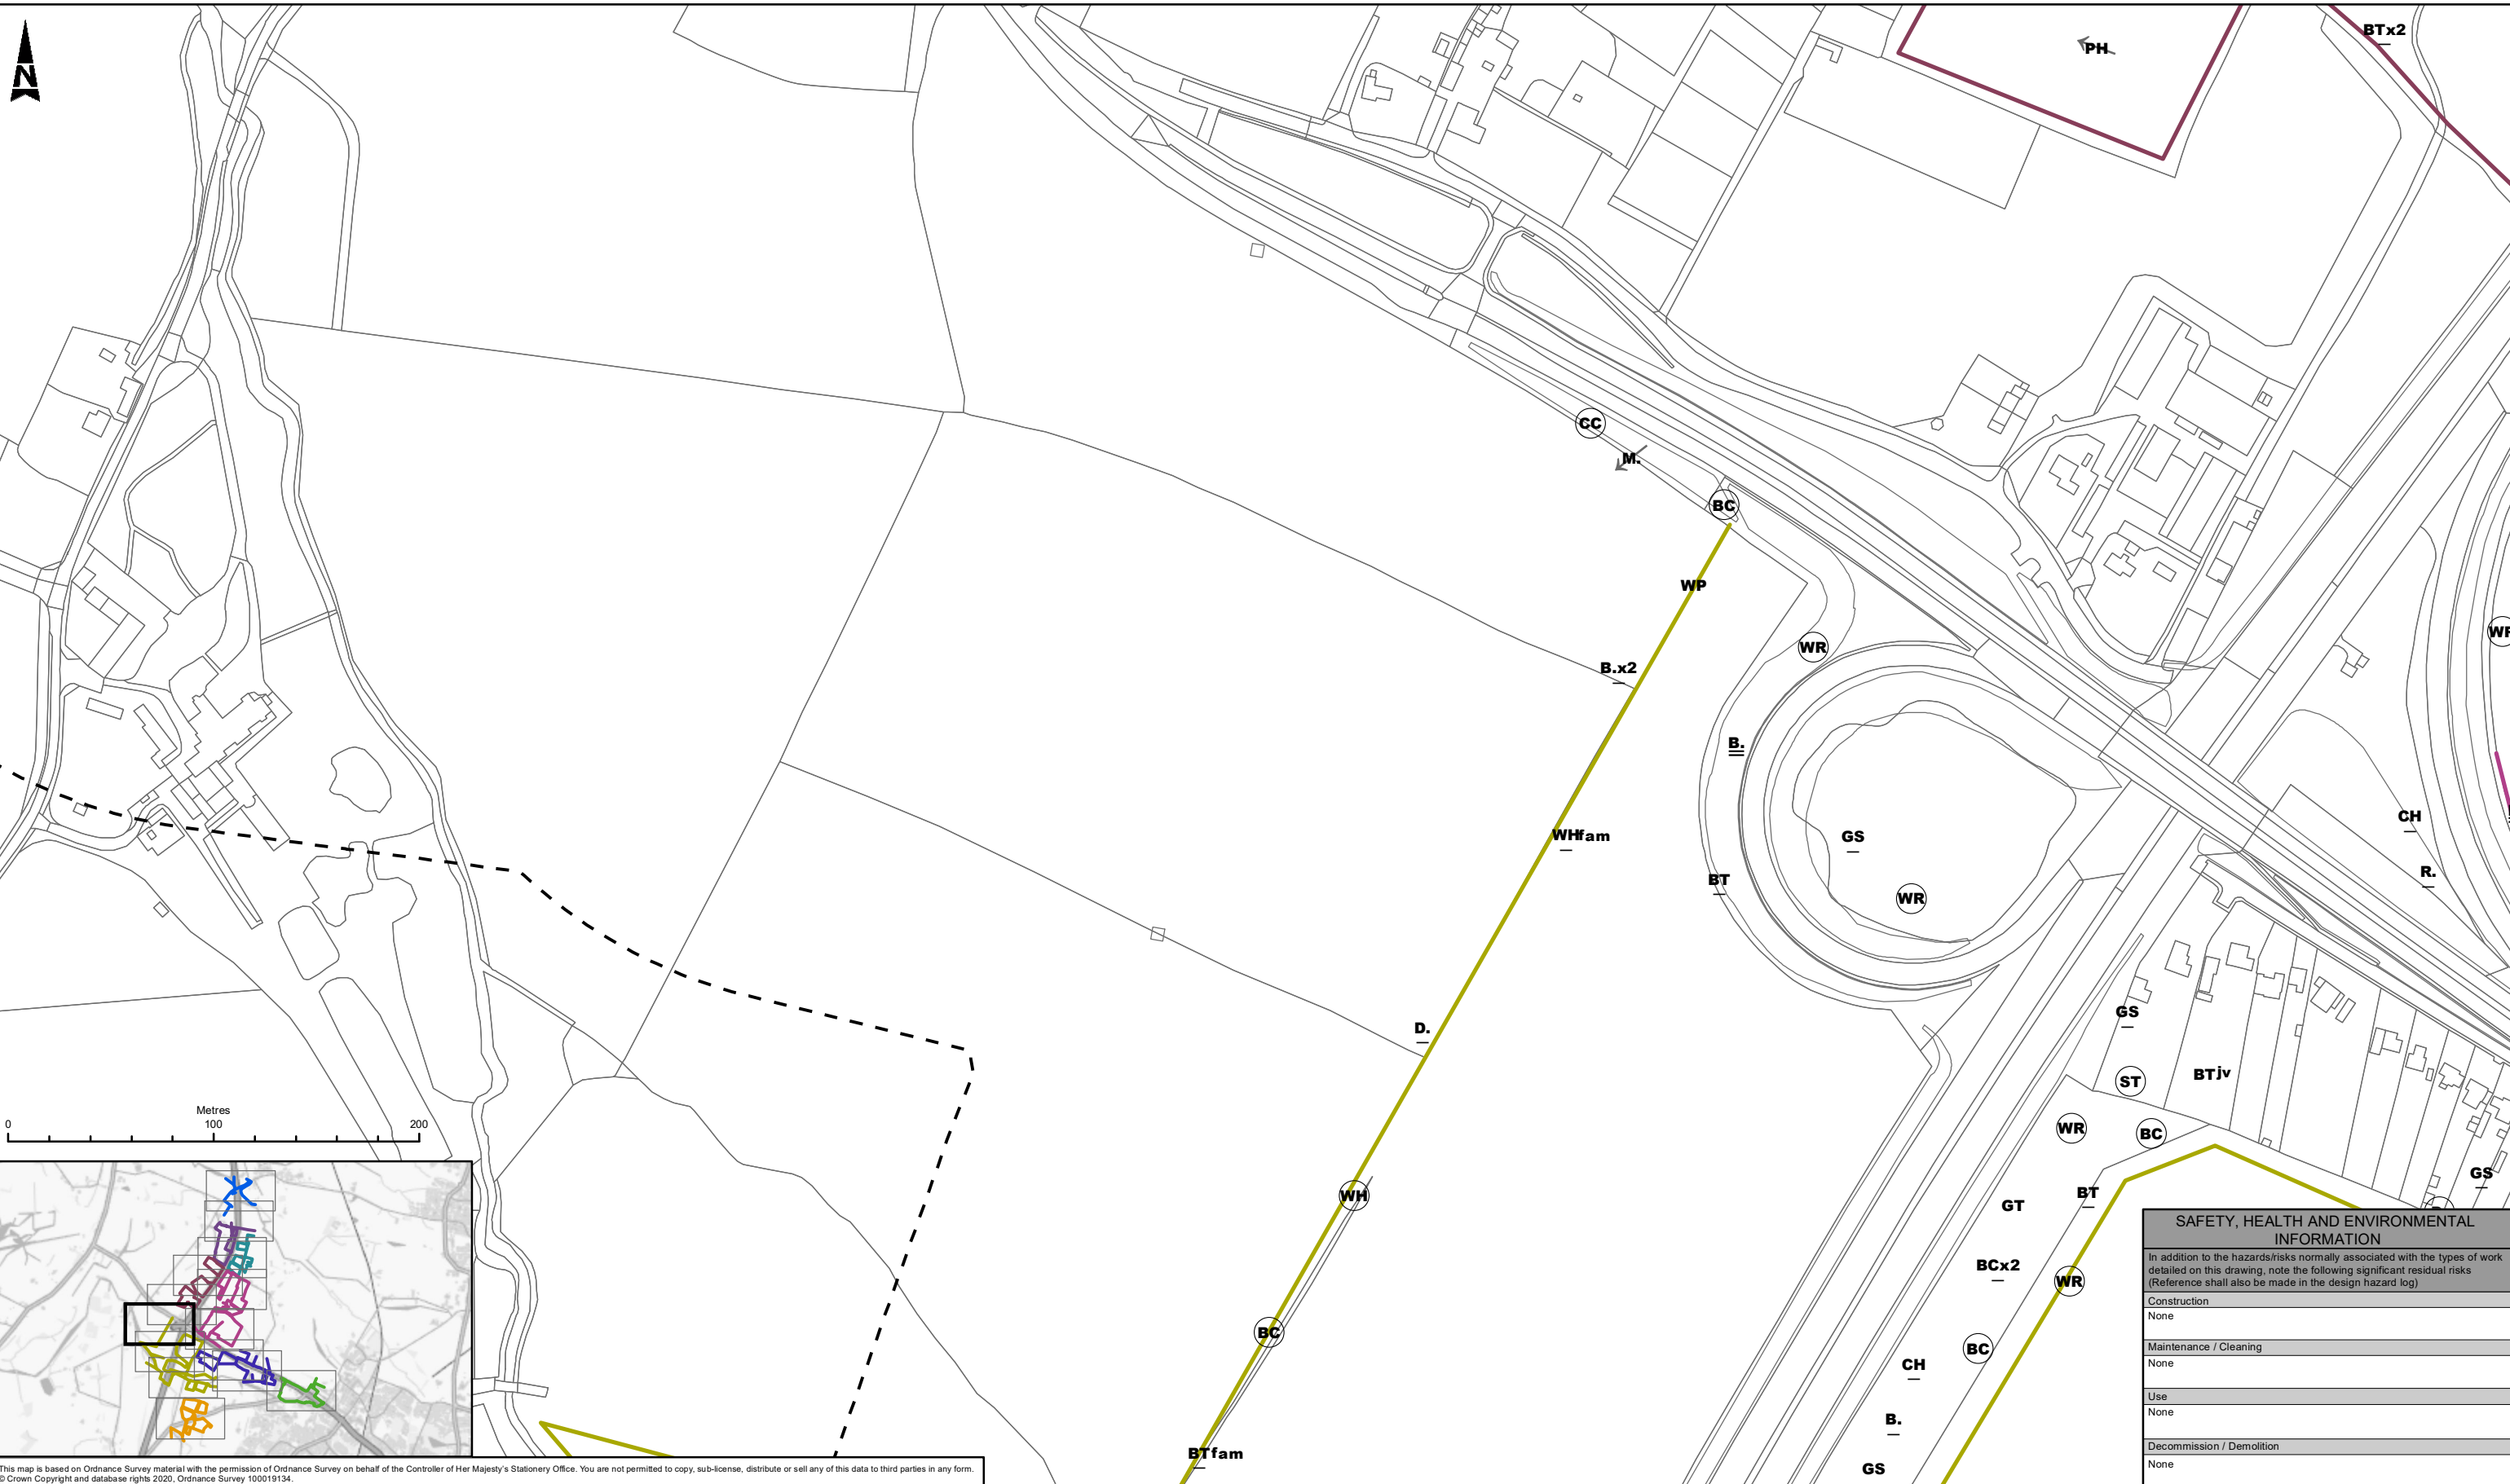 N
BTx2
PH
CC
M.
BC
WP
WR
B.x2
B.
WHfam
GS
BT
WR
CH
R.
D.
GS
ST
BTjv
WR
BC
GS
WH
BT
GT
BCx2
WR
BC
BC
CH
B.
BTfam
GS
Metres
0 100 200
SAFETY, HEALTH AND ENVIRONMENTAL
INFORMATION
In addition to the hazards/risks normally associated with the types of work
detailed on this drawing, note the following significant residual risks
(Reference shall also be made in the design hazard log)
Construction
None
Maintenance / Cleaning
None
Use
None
Decommission / Demolition
None
This map is based on Ordnance Survey material with the permission of Ordnance Survey on behalf of the Controller of Her Majesty's Stationery Office. You are not permitted to copy, sub-license, distribute or sell any of this data to third parties in any form.
© Crown Copyright and database rights 2020, Ordnance Survey 100019134.